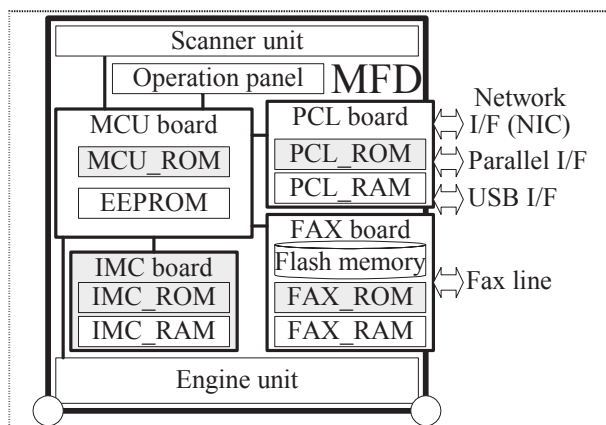 Scanner unit
Operation panel
MFD
MCU board
MCU_ROM
EEPROM
PCL board
PCL_ROM
PCL_RAM
Network
I/F (NIC)
Parallel I/F
USB I/F
IMC board
IMC_ROM
IMC_RAM
FAX board
Flash memory
FAX_ROM
FAX_RAM
Fax line
Engine unit